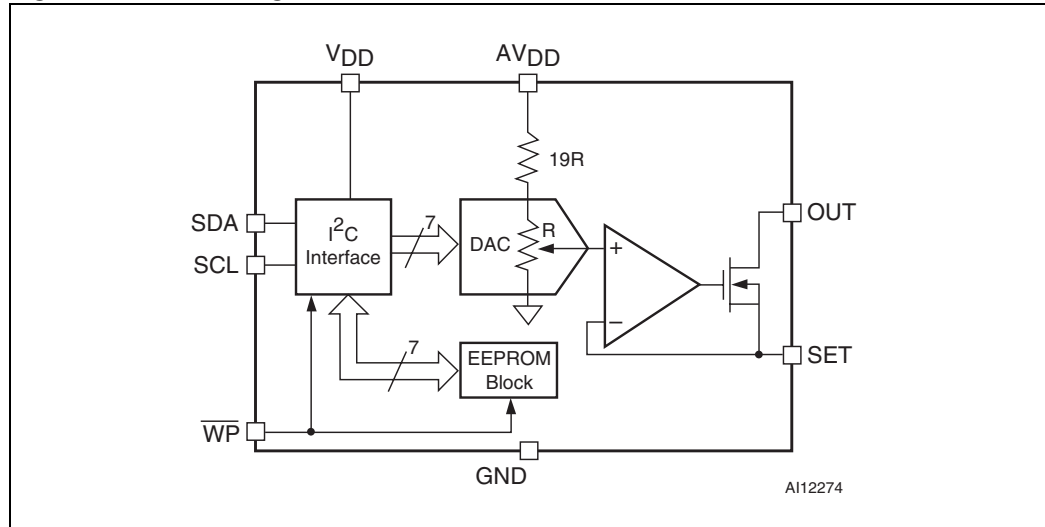 VDD
AVDD
19R
SDA
I2C
Interface
7
DAC
R
+
OUT
SCL
−
7
EEPROM
Block
SET
WP
GND
AI12274